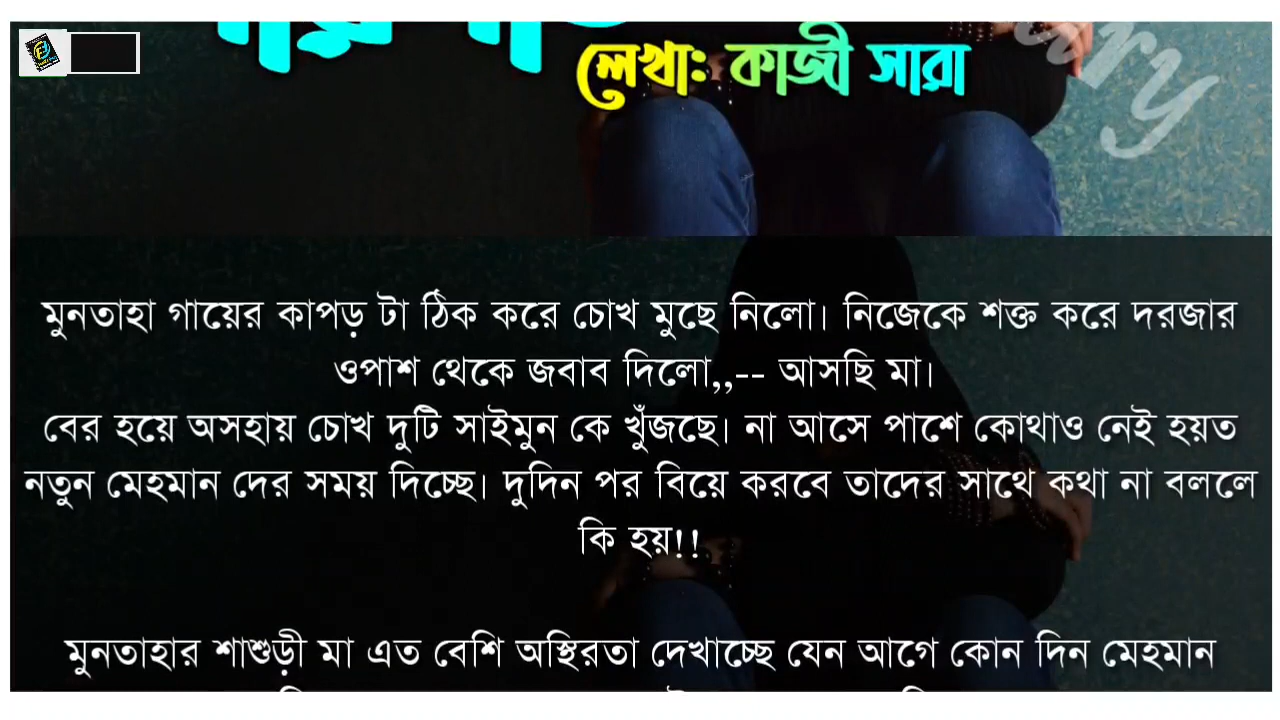 লেখা: কাজী সারা
ary
মুনতাহা গায়ের কাপড় টা ঠিক করে চোখ মুছে নিলো। নিজেকে শক্ত করে দরজার
ওপাশ থেকে জবাব দিলো,,-- আসছি মা।
বের হয়ে অসহায় চোখ দুটি সাইমুন কে খুঁজছে। না আসে পাশে কোথাও নেই হয়ত
নতুন মেহমান দের সময় দিচ্ছে। দুদিন পর বিয়ে করবে তাদের সাথে কথা না বললে
কি হয়!!
মুনতাহার শাশুড়ী মা এত বেশি অস্থিরতা দেখাচ্ছে যেন আগে কোন দিন মেহমান